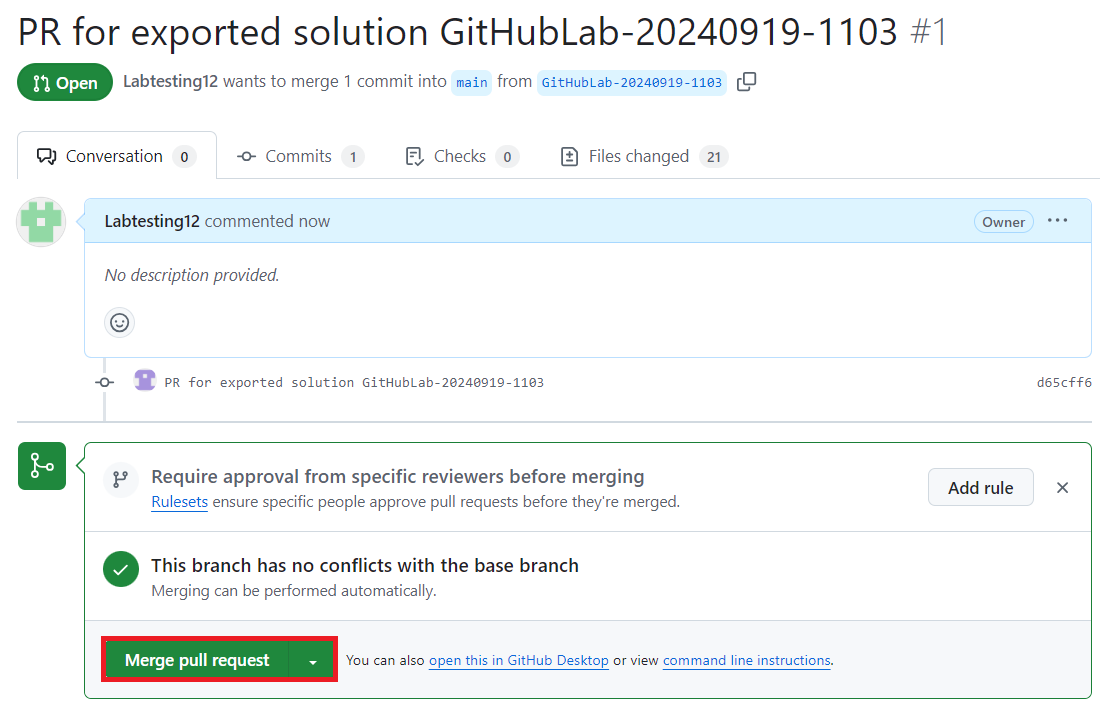 PR for exported solution GitHubLab-20240919-1103 #1
Open Labtesting12 wants to merge 1 commit into main from GitHubLab-20240919-1103
Conversation 0 Commits 1 Checks 0 Files changed 21
Labtesting12 commented now Owner ...
No description provided.
PR for exported solution GitHubLab-20240919-1103 d65cff6
Require approval from specific reviewers before merging
Rulesets ensure specific people approve pull requests before they're merged.
Add rule
This branch has no conflicts with the base branch
Merging can be performed automatically.
Merge pull request You can also open this in GitHub Desktop or view command line instructions.